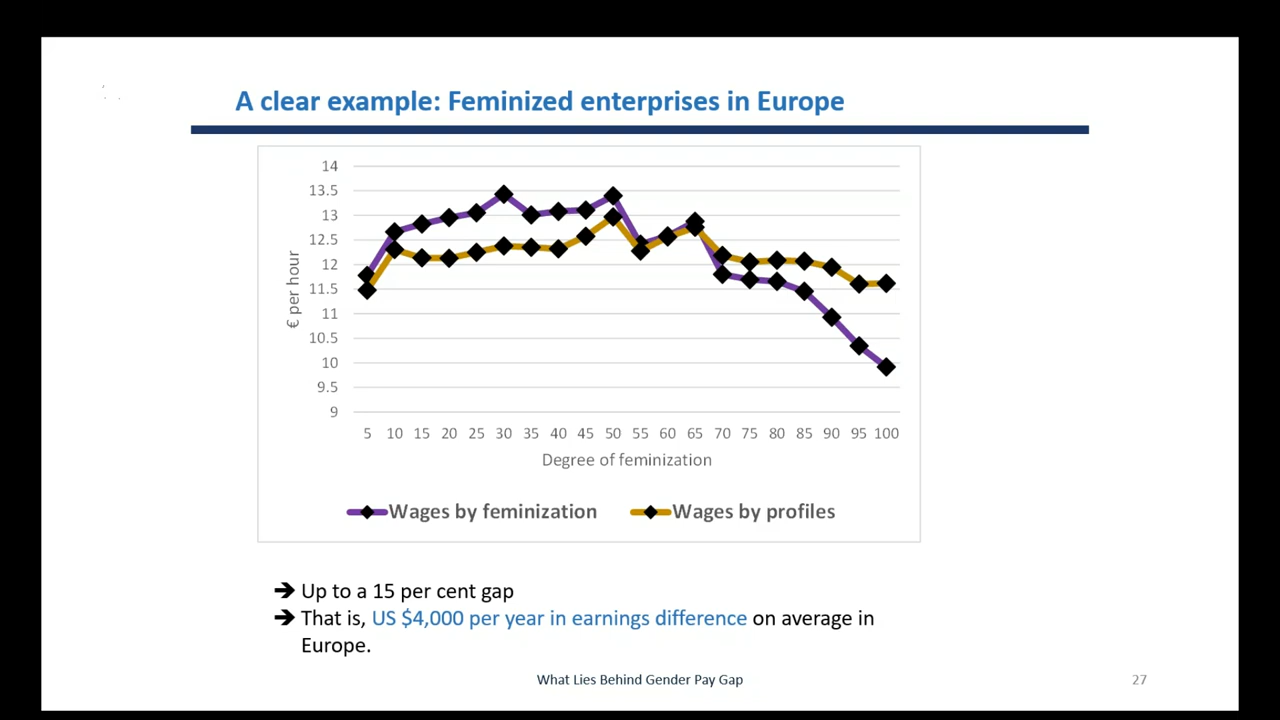 A clear example: Feminized enterprises in Europe
14
13.5
13
12.5
12
11.5
11
10.5
10
9.5
9
€ per hour
5 10 15 20 25 30 35 40 45 50 55 60 65 70 75 80 85 90 95 100
Degree of feminization
Wages by feminization Wages by profiles
➔ Up to a 15 per cent gap
➔ That is, US $4,000 per year in earnings difference on average in
Europe.
What Lies Behind Gender Pay Gap 27